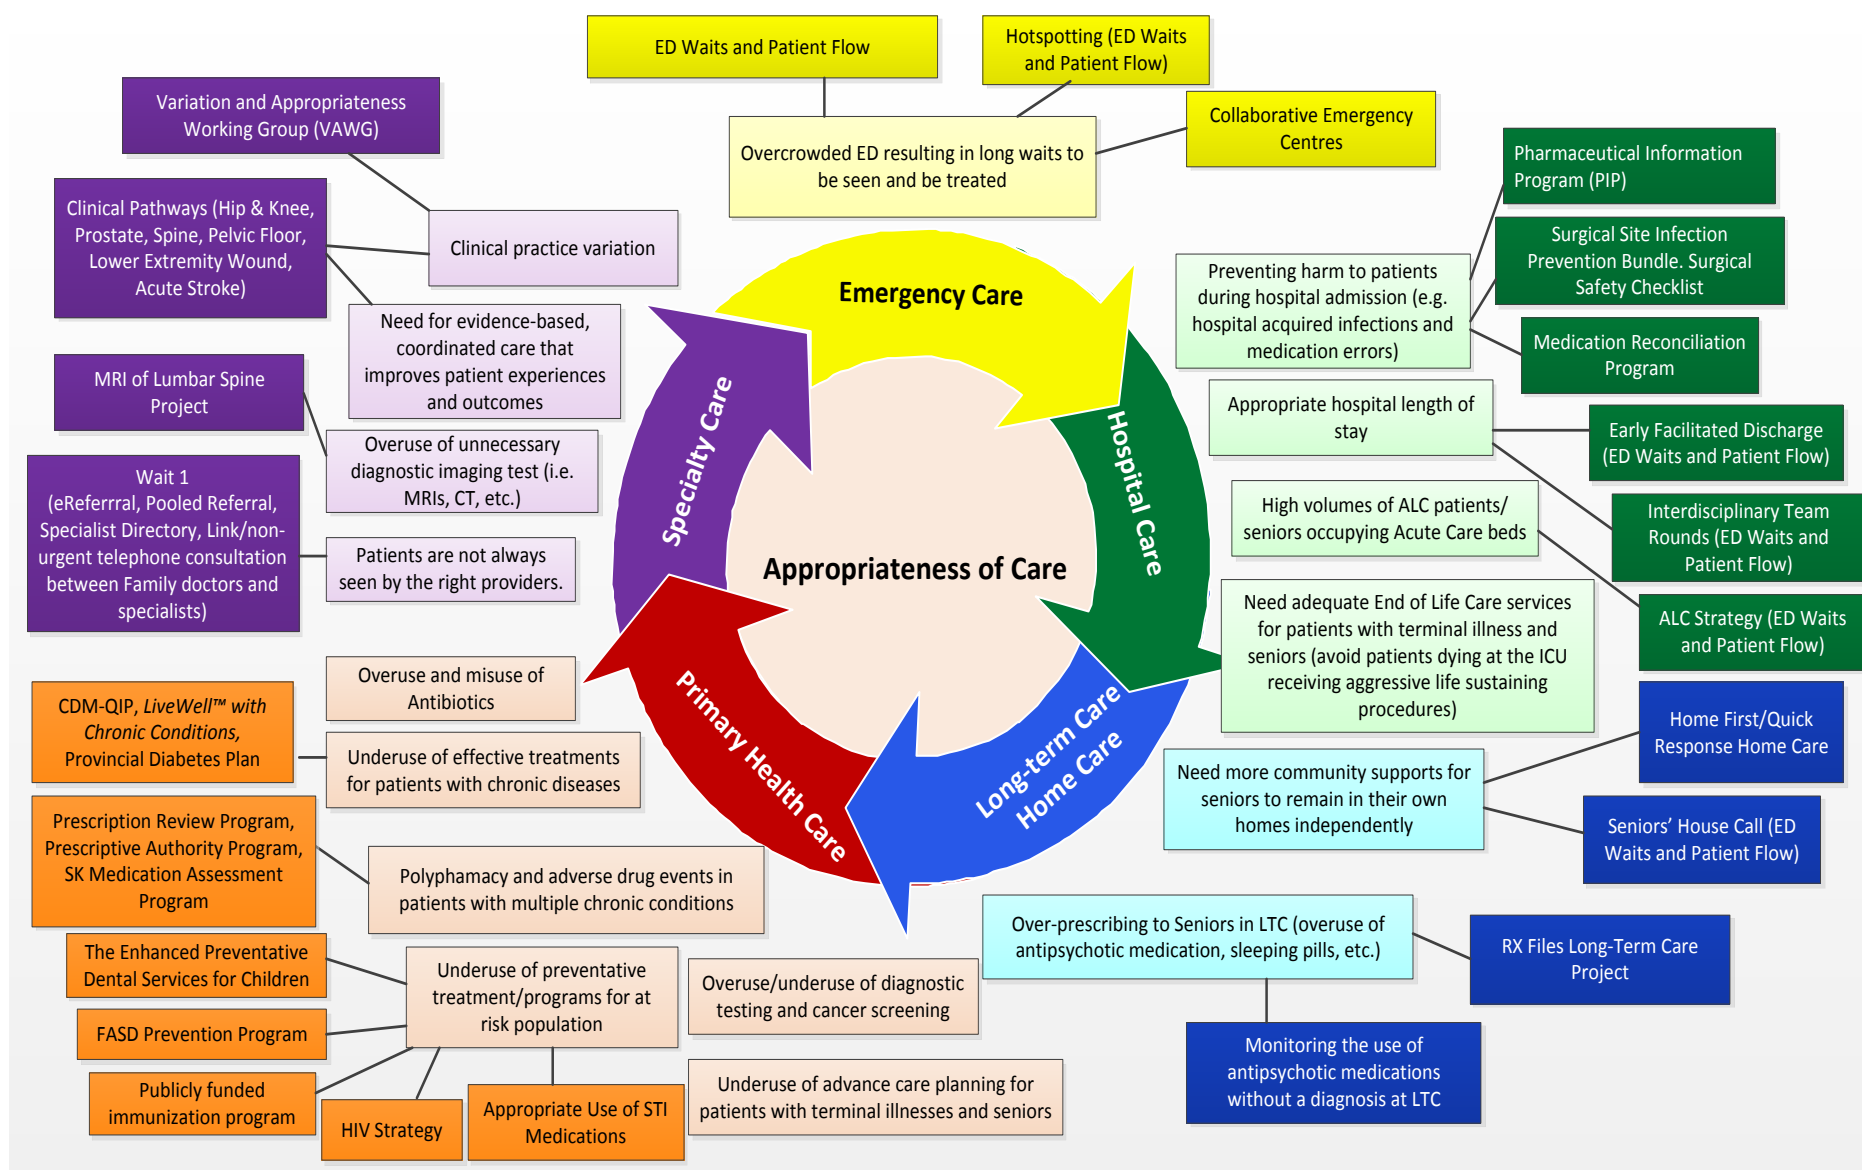 ED Waits and Patient Flow
Hotspotting (ED Waits
and Patient Flow)
Collaborative Emergency
Centres
Overcrowded ED resulting in long waits to
be seen and be treated
Variation and Appropriateness
Working Group (VAWG)
Clinical Pathways (Hip & Knee,
Prostate, Spine, Pelvic Floor,
Lower Extremity Wound,
Acute Stroke)
Clinical practice variation
Need for evidence-based,
coordinated care that
improves patient experiences
and outcomes
MRI of Lumbar Spine
Project
Overuse of unnecessary
diagnostic imaging test (i.e.
MRIs, CT, etc.)
Wait 1
(eReferrral, Pooled Referral,
Specialist Directory, Link/non-
urgent telephone consultation
between Family doctors and
specialists)
Patients are not always
seen by the right providers.
Emergency Care
Hospital Care
Specialty Care
Appropriateness of Care
Primary Health Care
Long-term Care
Home Care
Pharmaceutical Information
Program (PIP)
Surgical Site Infection
Prevention Bundle. Surgical
Safety Checklist
Preventing harm to patients
during hospital admission (e.g.
hospital acquired infections and
medication errors)
Medication Reconciliation
Program
Appropriate hospital length of
stay
Early Facilitated Discharge
(ED Waits and Patient Flow)
High volumes of ALC patients/
seniors occupying Acute Care beds
Interdisciplinary Team
Rounds (ED Waits and
Patient Flow)
Need adequate End of Life Care services
for patients with terminal illness and
seniors (avoid patients dying at the ICU
receiving aggressive life sustaining
procedures)
ALC Strategy (ED Waits
and Patient Flow)
Home First/Quick
Response Home Care
Need more community supports for
seniors to remain in their own
homes independently
Seniors' House Call (ED
Waits and Patient Flow)
Over-prescribing to Seniors in LTC (overuse of
antipsychotic medication, sleeping pills, etc.)
RX Files Long-Term Care
Project
Monitoring the use of
antipsychotic medications
without a diagnosis at LTC
Overuse and misuse of
Antibiotics
CDM-QIP, LiveWell™ with
Chronic Conditions,
Provincial Diabetes Plan
Underuse of effective treatments
for patients with chronic diseases
Prescription Review Program,
Prescriptive Authority Program,
SK Medication Assessment
Program
Polyphamacy and adverse drug events in
patients with multiple chronic conditions
The Enhanced Preventative
Dental Services for Children
Underuse of preventative
treatment/programs for at
risk population
FASD Prevention Program
Publicly funded
immunization program
HIV Strategy
Appropriate Use of STI
Medications
Overuse/underuse of diagnostic
testing and cancer screening
Underuse of advance care planning for
patients with terminal illnesses and seniors